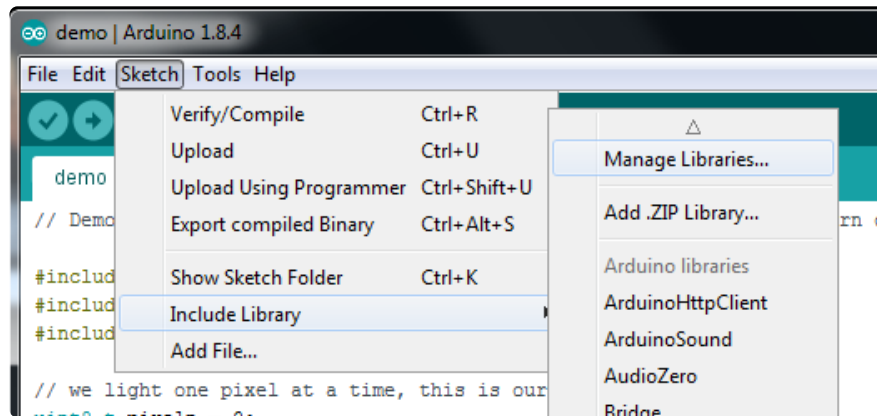 demo | Arduino 1.8.4
File Edit Sketch Tools Help
Verify/Compile Ctrl+R
Upload Ctrl+U
Upload Using Programmer Ctrl+Shift+U
Export compiled Binary Ctrl+Alt+S
Show Sketch Folder Ctrl+K
Include Library
Add File...
Manage Libraries...
Add .ZIP Library...
Arduino libraries
ArduinoHttpClient
ArduinoSound
AudioZero
Bridge
demo
// Demo
rn
#includ
#includ
#includ
// we light one pixel at a time, this is our